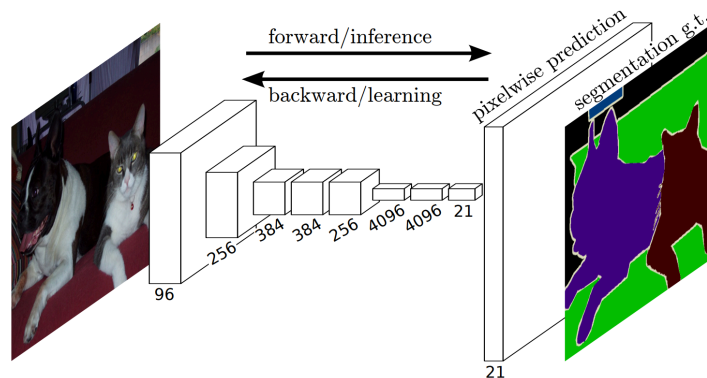 forward/inference
backward/learning
pixelwise prediction
segmentation g.t.
96
256
384
384
256
4096
4096
21
21